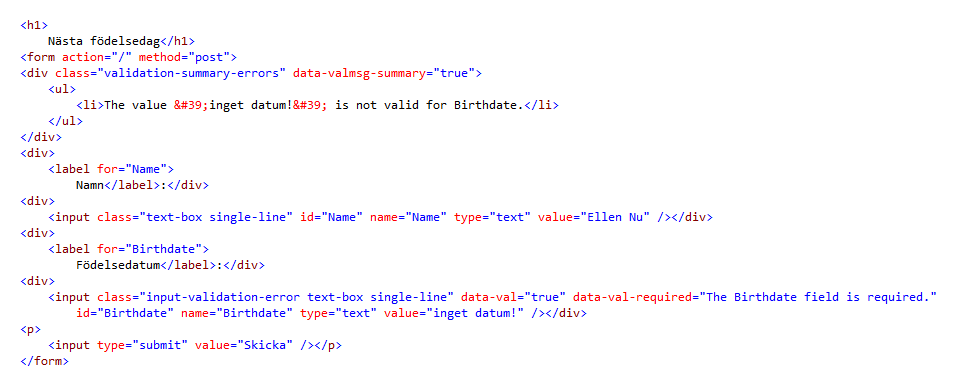 <h1>
Nästa födelsedag</h1>
<form action="/" method="post">
<div class="validation-summary-errors" data-valmsg-summary="true">
<ul>
<li>The value &#39;inget datum!&#39; is not valid for Birthdate.</li>
</ul>
</div>
<div>
<label for="Name">
Namn</label>:</div>
<div>
<input class="text-box single-line" id="Name" name="Name" type="text" value="Ellen Nu" /></div>
<div>
<label for="Birthdate">
Födelsedatum</label>:</div>
<div>
<input class="input-validation-error text-box single-line" data-val="true" data-val-required="The Birthdate field is required."
id="Birthdate" name="Birthdate" type="text" value="inget datum!" /></div>
<p>
<input type="submit" value="Skicka" /></p>
</form>